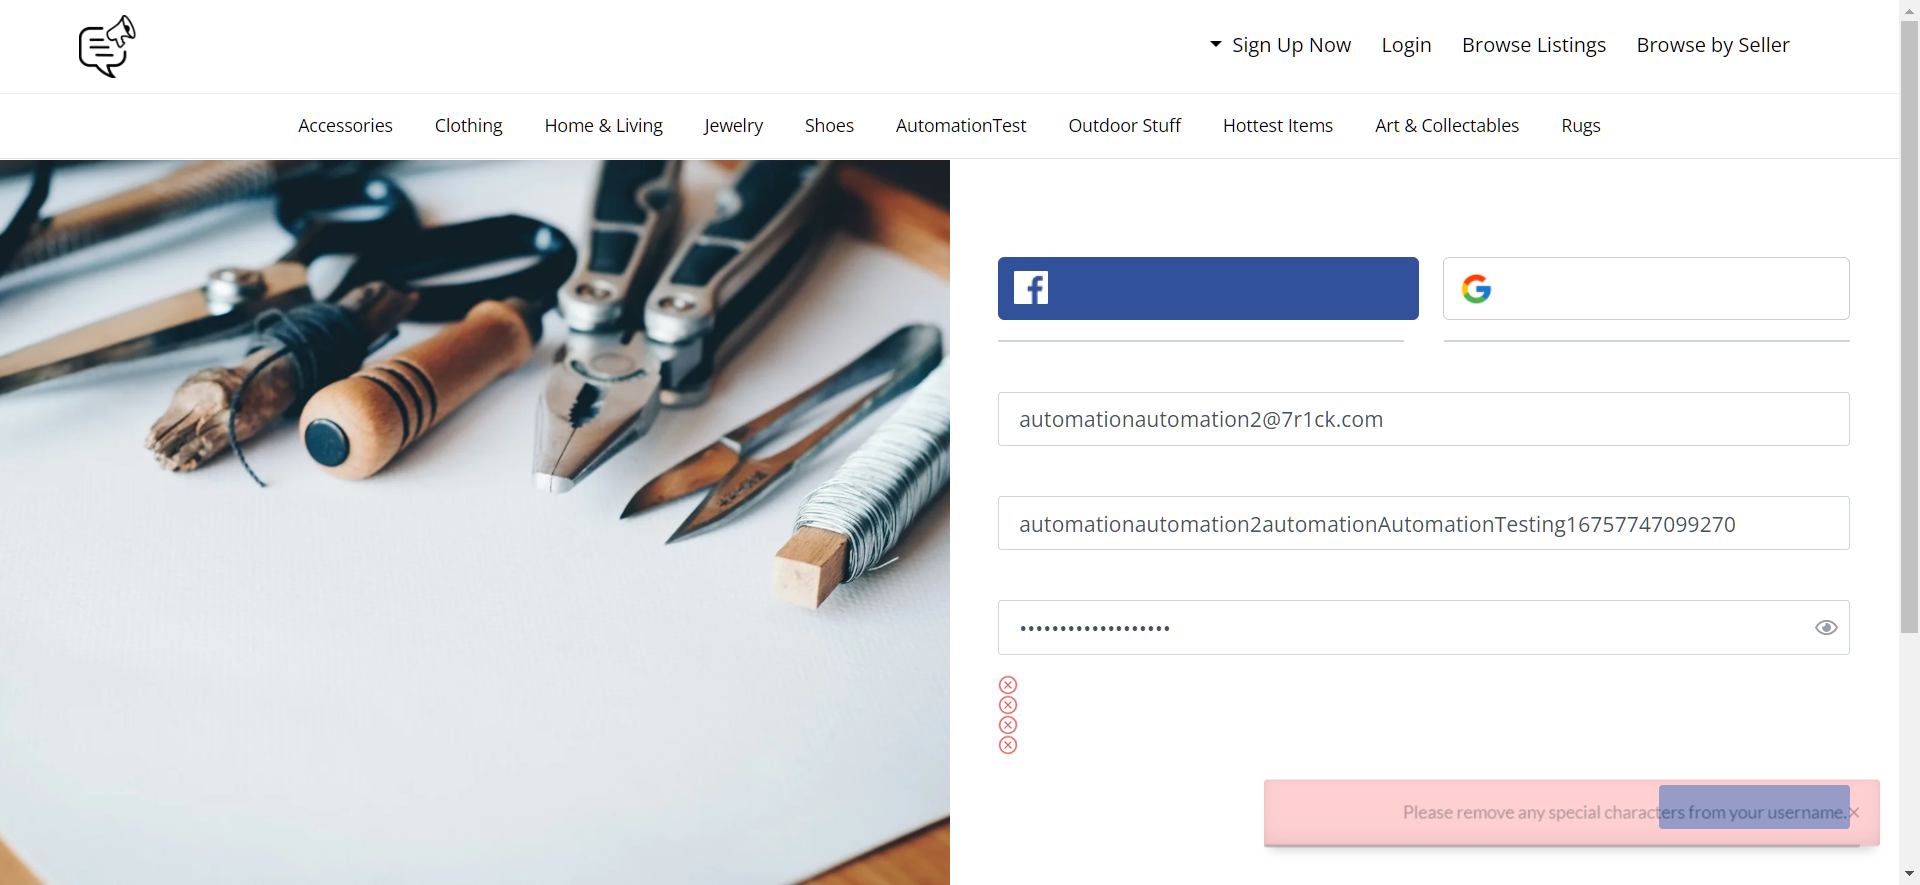 Sign Up Now
Login
Browse Listings
Browse by Seller
Accessories
Clothing
Home & Living
Jewelry
Shoes
AutomationTest
Outdoor Stuff
Hottest Items
Art & Collectables
Rugs
automationautomation2@7r1ck.com
automationautomation2automationAutomationTesting16757747099270
•••••••••••••••••••
Please remove any special characters from your username.